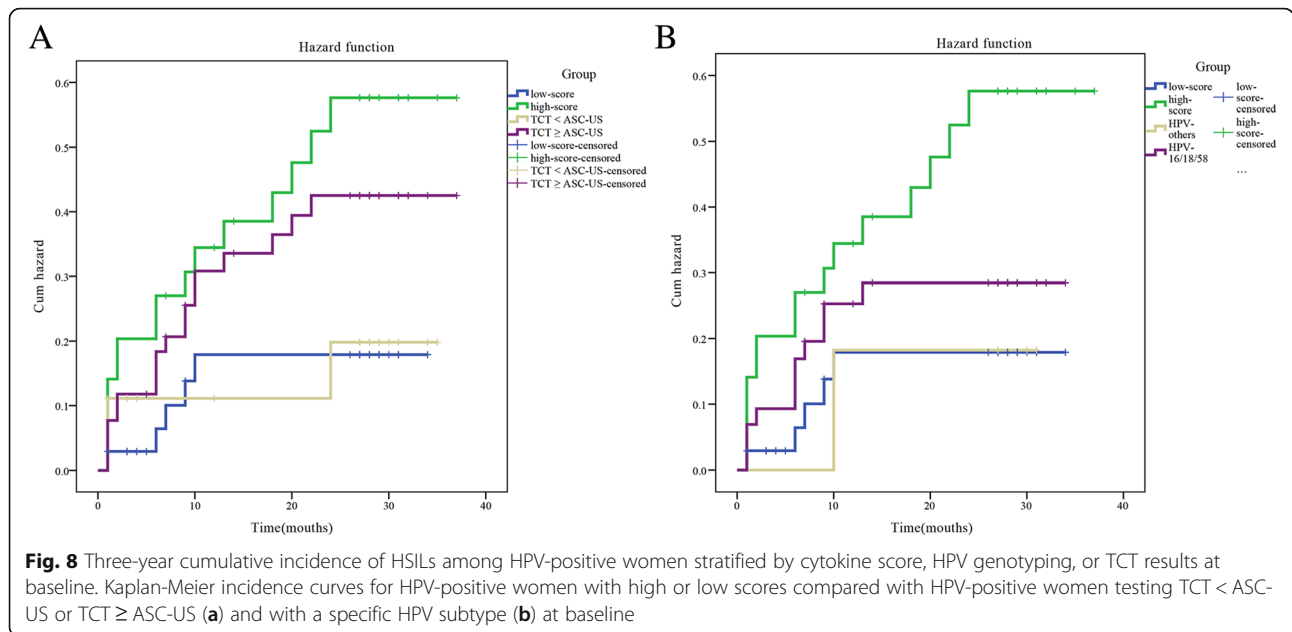 A
Hazard function
0.6
0.5
0.4
0.3
0.2
0.1
0.0
Cum hazard
0
10
20
30
40
Time(mouths)
Group
low-score
high-score
TCT < ASC-US
TCT ≥ ASC-US
low-score-censored
high-score-censored
TCT < ASC-US-censored
TCT ≥ ASC-US-censored
B
Hazard function
0.6
0.5
0.4
0.3
0.2
0.1
0.0
Cum hazard
0
10
20
30
40
Time(mouths)
Group
low-score
high-
score
HPV-
others
HPV-
16/18/58
low-
score-
censored
high-
score-
censored
...
Fig. 8 Three-year cumulative incidence of HSILs among HPV-positive women stratified by cytokine score, HPV genotyping, or TCT results at
baseline. Kaplan-Meier incidence curves for HPV-positive women with high or low scores compared with HPV-positive women testing TCT < ASC-
US or TCT ≥ ASC-US (a) and with a specific HPV subtype (b) at baseline